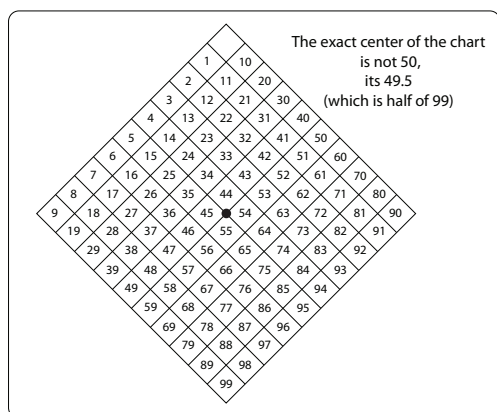 The exact center of the chart
is not 50,
its 49.5
(which is half of 99)
1 10
2 11 20
3 12 21 30
4 13 22 31 40
5 14 23 32 41 50
6 15 24 33 42 51 60
7 16 25 34 43 52 61 70
8 17 26 35 44 53 62 71 80
9 18 27 36 45 54 63 72 81 90
19 28 37 46 55 64 73 82 91
29 38 47 56 65 74 83 92
39 48 57 66 75 84 93
49 58 67 76 85 94
59 68 77 86 95
69 78 87 96
79 88 97
89 98
99